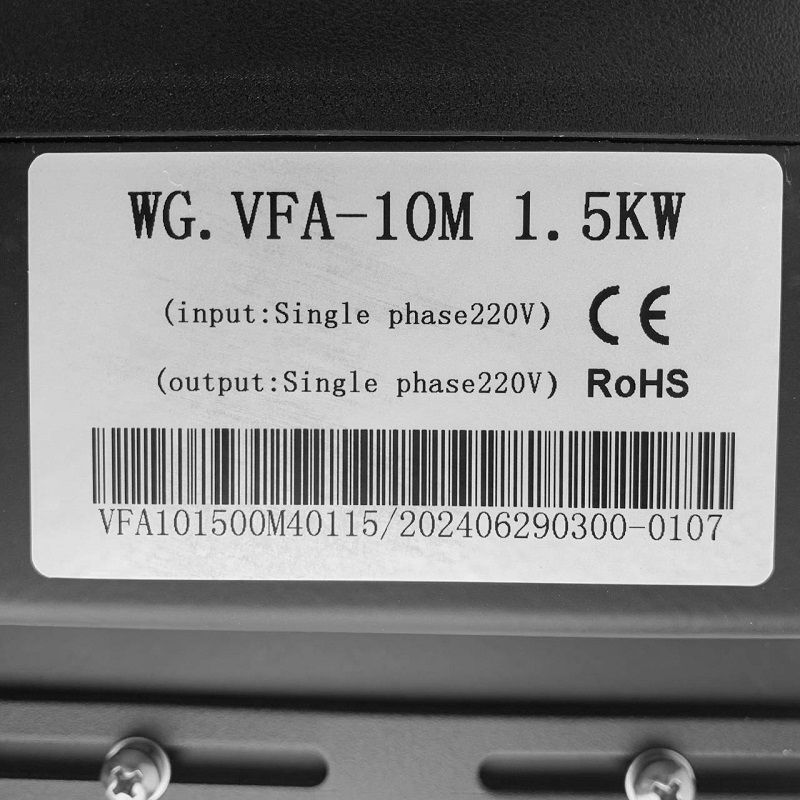 WG.VFA-10M 1.5KW
(input:Single phase220V) CE
(output:Single phase220V) RoHS
VFA101500M40115/202406290300-0107